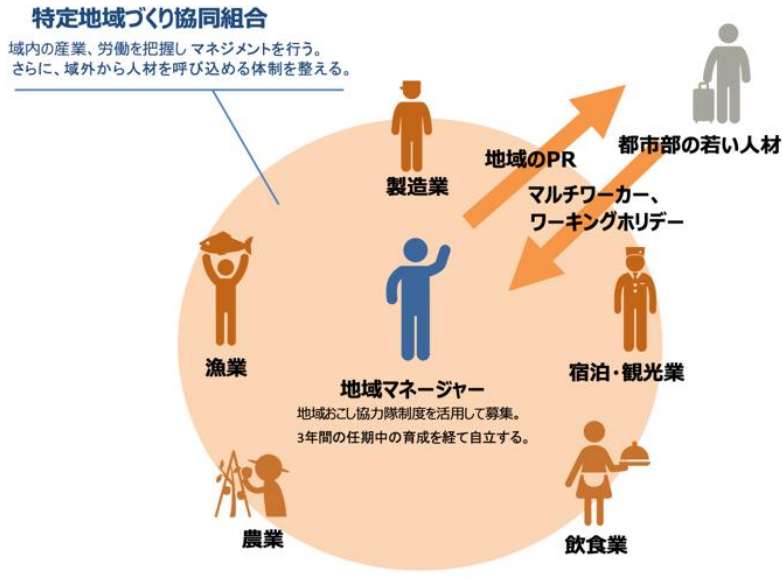 特定地域づくり協同組合
域内の産業、労働を把握し マネジメントを行う。
さらに、域外から人材を呼び込める体制を整える。
製造業
地域のPR
都市部の若い人材
マルチワーカー、
ワーキングホリデー
漁業
宿泊・観光業
地域マネージャー
地域おこし協力隊制度を活用して募集。
3年間の任期中の育成を経て自立する。
農業
飲食業